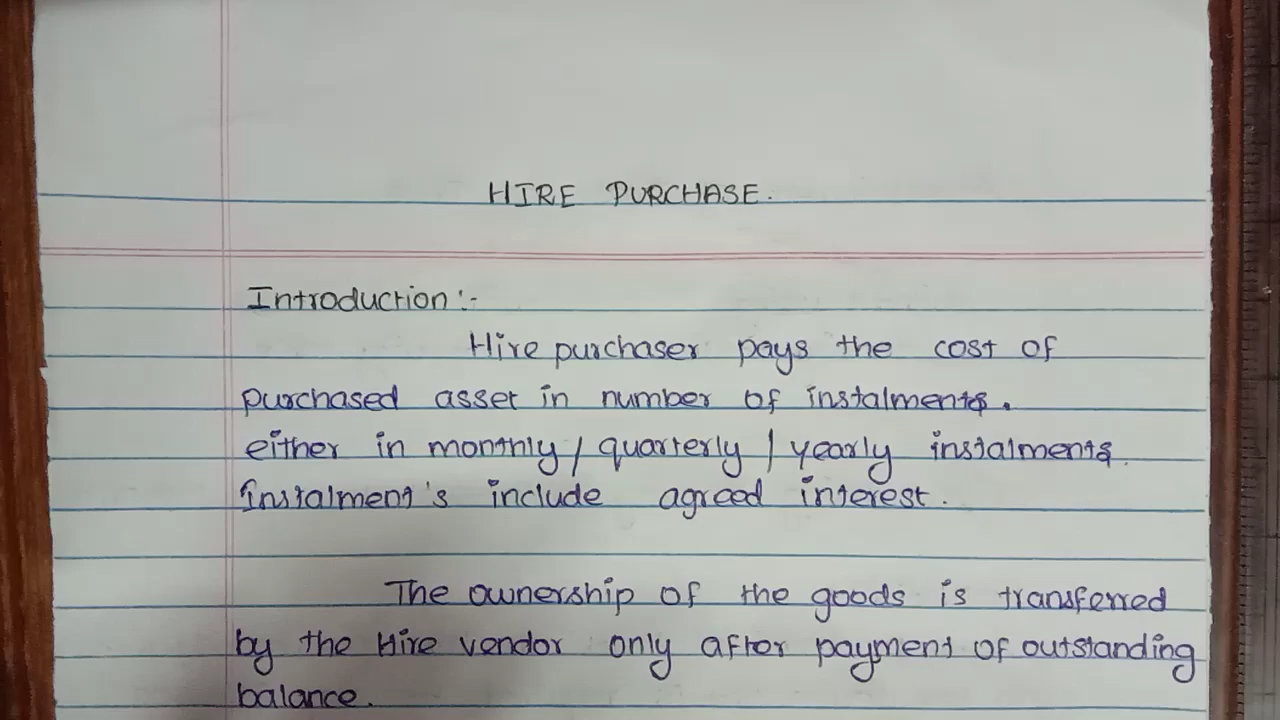 HIRE PURCHASE.
Introduction :-
Hire purchaser pays the cost of
purchased asset in number of instalments.
either in monthly / quarterly / yearly instalments.
Instalment's include agreed interest.
The ownership of the goods is transferred
by the Hire vendor only after payment of outstanding
balance.